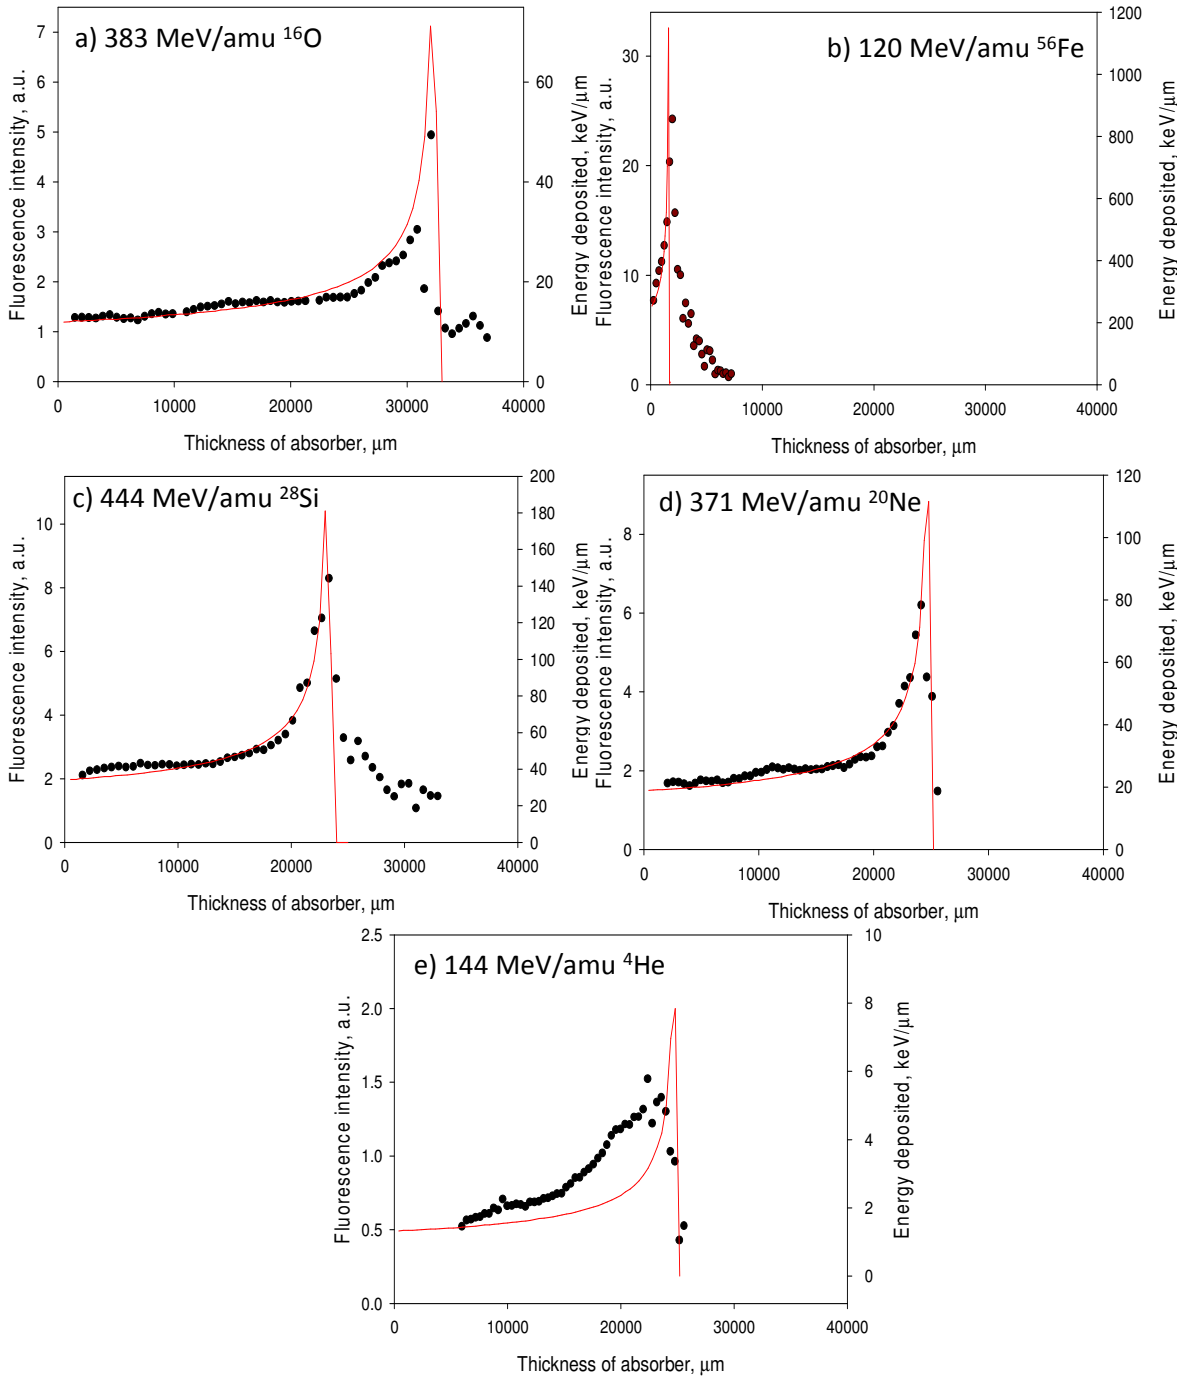 a) 383 MeV/amu ¹⁶O
Fluorescence intensity, a.u.
7
6
5
4
3
2
1
0
60
40
20
0
Energy deposited, keV/μm
0 10000 20000 30000 40000
Thickness of absorber, μm
b) 120 MeV/amu ⁵⁶Fe
Fluorescence intensity, a.u.
30
20
10
0
1200
1000
800
600
400
200
0
Energy deposited, keV/μm
0 10000 20000 30000 40000
Thickness of absorber, μm
c) 444 MeV/amu ²⁸Si
Fluorescence intensity, a.u.
10
8
6
4
2
0
200
180
160
140
120
100
80
60
40
20
0
Energy deposited, keV/μm
0 10000 20000 30000 40000
Thickness of absorber, μm
d) 371 MeV/amu ²⁰Ne
Fluorescence intensity, a.u.
8
6
4
2
0
120
100
80
60
40
20
0
Energy deposited, keV/μm
0 10000 20000 30000 40000
Thickness of absorber, μm
e) 144 MeV/amu ⁴He
Fluorescence intensity, a.u.
2.5
2.0
1.5
1.0
0.5
0.0
10
8
6
4
2
0
Energy deposited, keV/μm
0 10000 20000 30000 40000
Thickness of absorber, μm